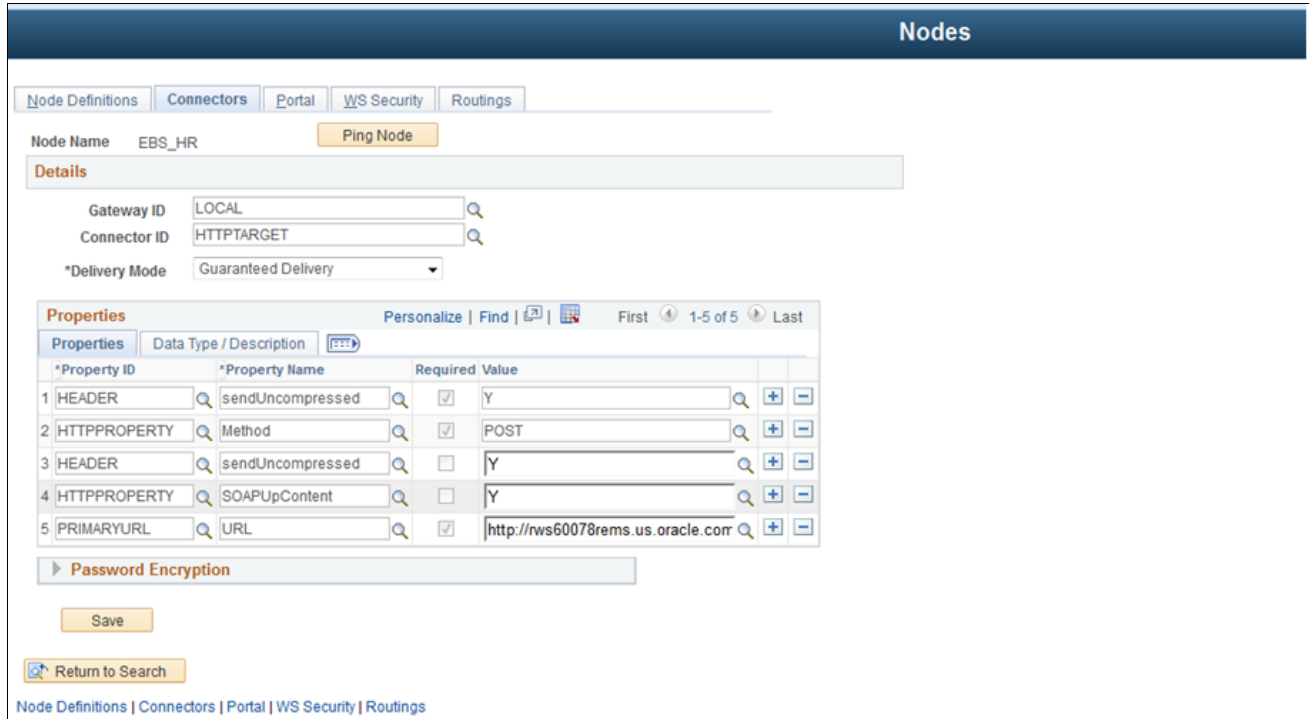 Nodes
Node Definitions Connectors Portal WS Security Routings
Node Name EBS_HR Ping Node
Details
Gateway ID LOCAL
Connector ID HTTPTARGET
*Delivery Mode Guaranteed Delivery
Properties Personalize | Find | | First 1-5 of 5 Last
Properties Data Type / Description
*Property ID *Property Name Required Value
1 HEADER sendUncompressed Y
2 HTTPPROPERTY Method POST
3 HEADER sendUncompressed Y
4 HTTPPROPERTY SOAPUpContent Y
5 PRIMARYURL URL http://rws60078rems.us.oracle.com
Password Encryption
Save
Return to Search
Node Definitions | Connectors | Portal | WS Security | Routings